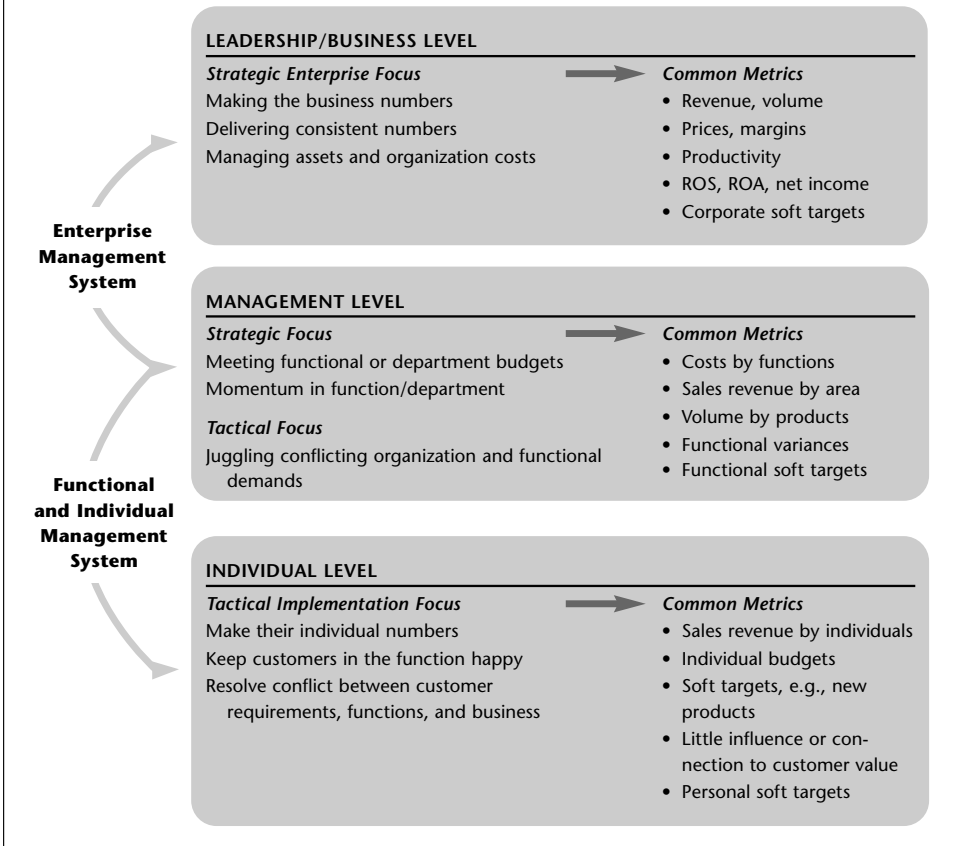 LEADERSHIP/BUSINESS LEVEL
Strategic Enterprise Focus
Making the business numbers
Delivering consistent numbers
Managing assets and organization costs
Common Metrics
• Revenue, volume
• Prices, margins
• Productivity
• ROS, ROA, net income
• Corporate soft targets
Enterprise
Management
System
MANAGEMENT LEVEL
Strategic Focus
Meeting functional or department budgets
Momentum in function/department
Tactical Focus
Juggling conflicting organization and functional
demands
Common Metrics
• Costs by functions
• Sales revenue by area
• Volume by products
• Functional variances
• Functional soft targets
Functional
and Individual
Management
System
INDIVIDUAL LEVEL
Tactical Implementation Focus
Make their individual numbers
Keep customers in the function happy
Resolve conflict between customer
requirements, functions, and business
Common Metrics
• Sales revenue by individuals
• Individual budgets
• Soft targets, e.g., new
products
• Little influence or con-
nection to customer value
• Personal soft targets